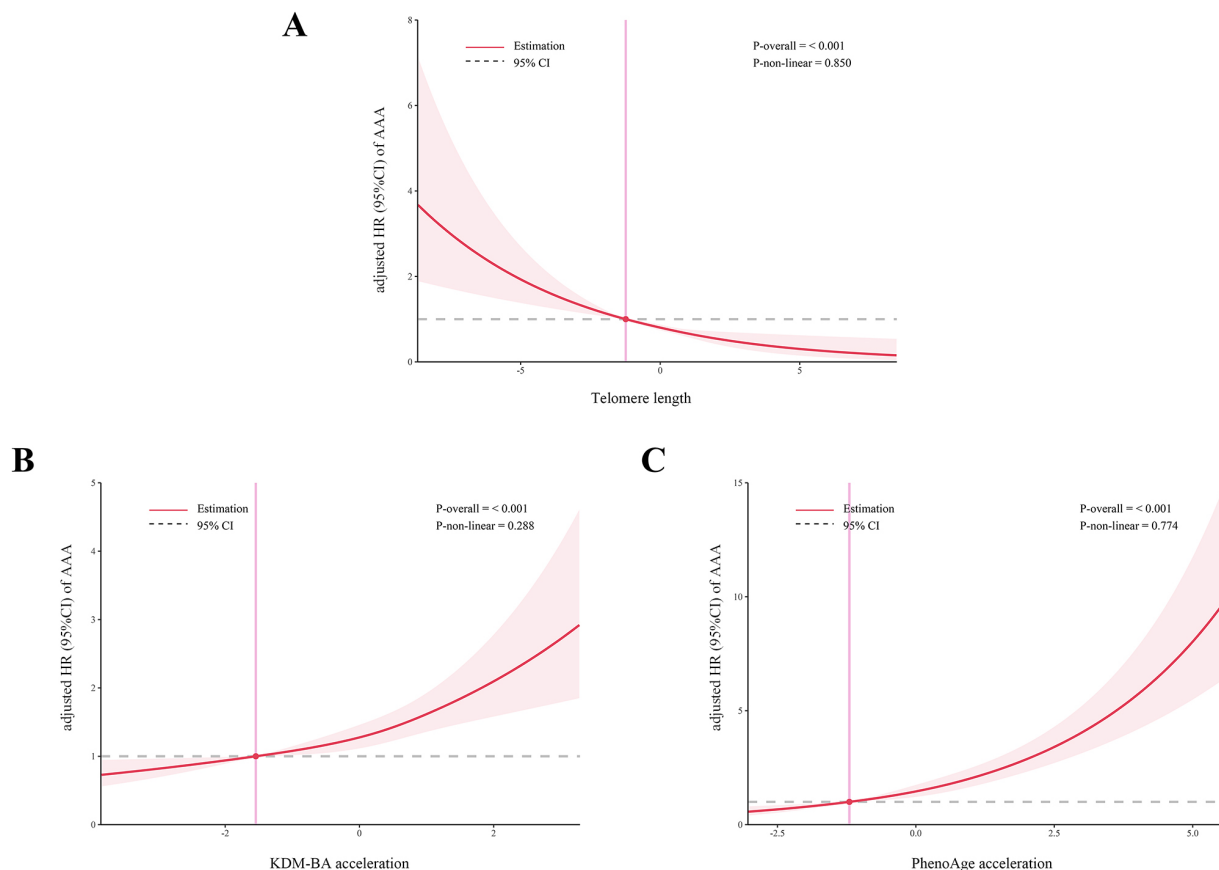 A
8
6
4
2
0
adjusted HR (95%CI) of AAA
Estimation
95% CI
P-overall = < 0.001
P-non-linear = 0.850
-5
0
5
Telomere length
B
5
4
3
2
1
0
adjusted HR (95%CI) of AAA
Estimation
95% CI
P-overall = < 0.001
P-non-linear = 0.288
-2
0
2
KDM-BA acceleration
C
15
10
5
0
adjusted HR (95%CI) of AAA
Estimation
95% CI
P-overall = < 0.001
P-non-linear = 0.774
-2.5
0.0
2.5
5.0
PhenoAge acceleration